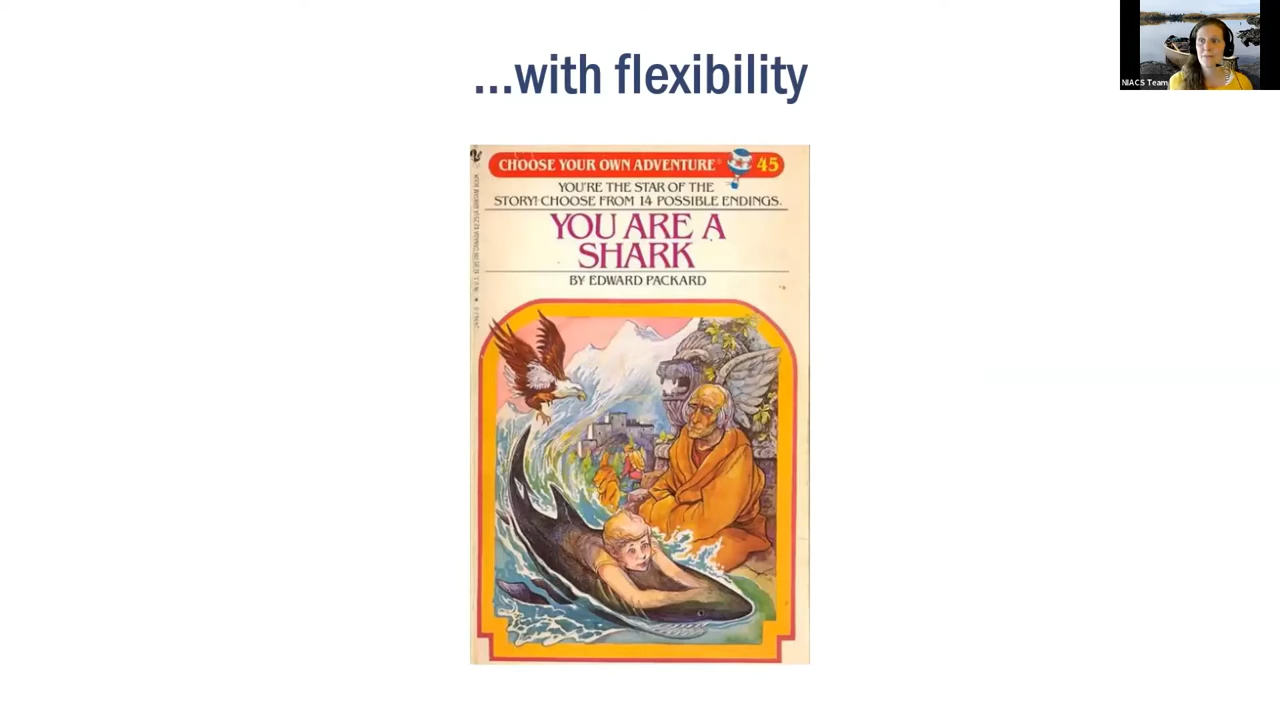 ...with flexibility
NIACS Team
CHOOSE YOUR OWN ADVENTURE® 45
YOU'RE THE STAR OF THE
STORY! CHOOSE FROM 14 POSSIBLE ENDINGS.
YOU ARE A
SHARK
BY EDWARD PACKARD